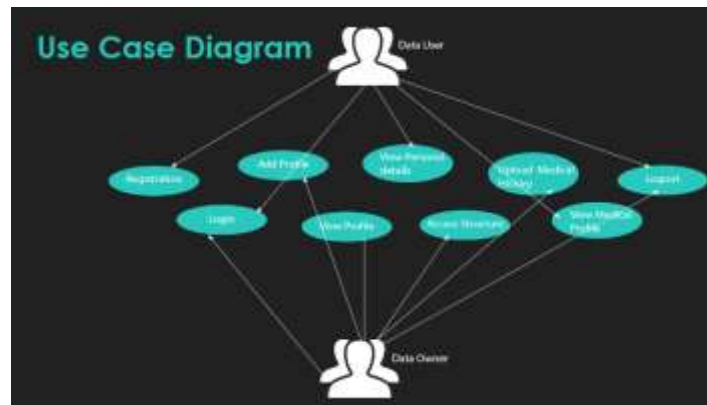 Use Case Diagram
Data User
Registration
Add Profile
View Personal
details
Upload Medical
History
Logout
Login
View Profile
Access Structure
View Medical
Profile
Data Owner